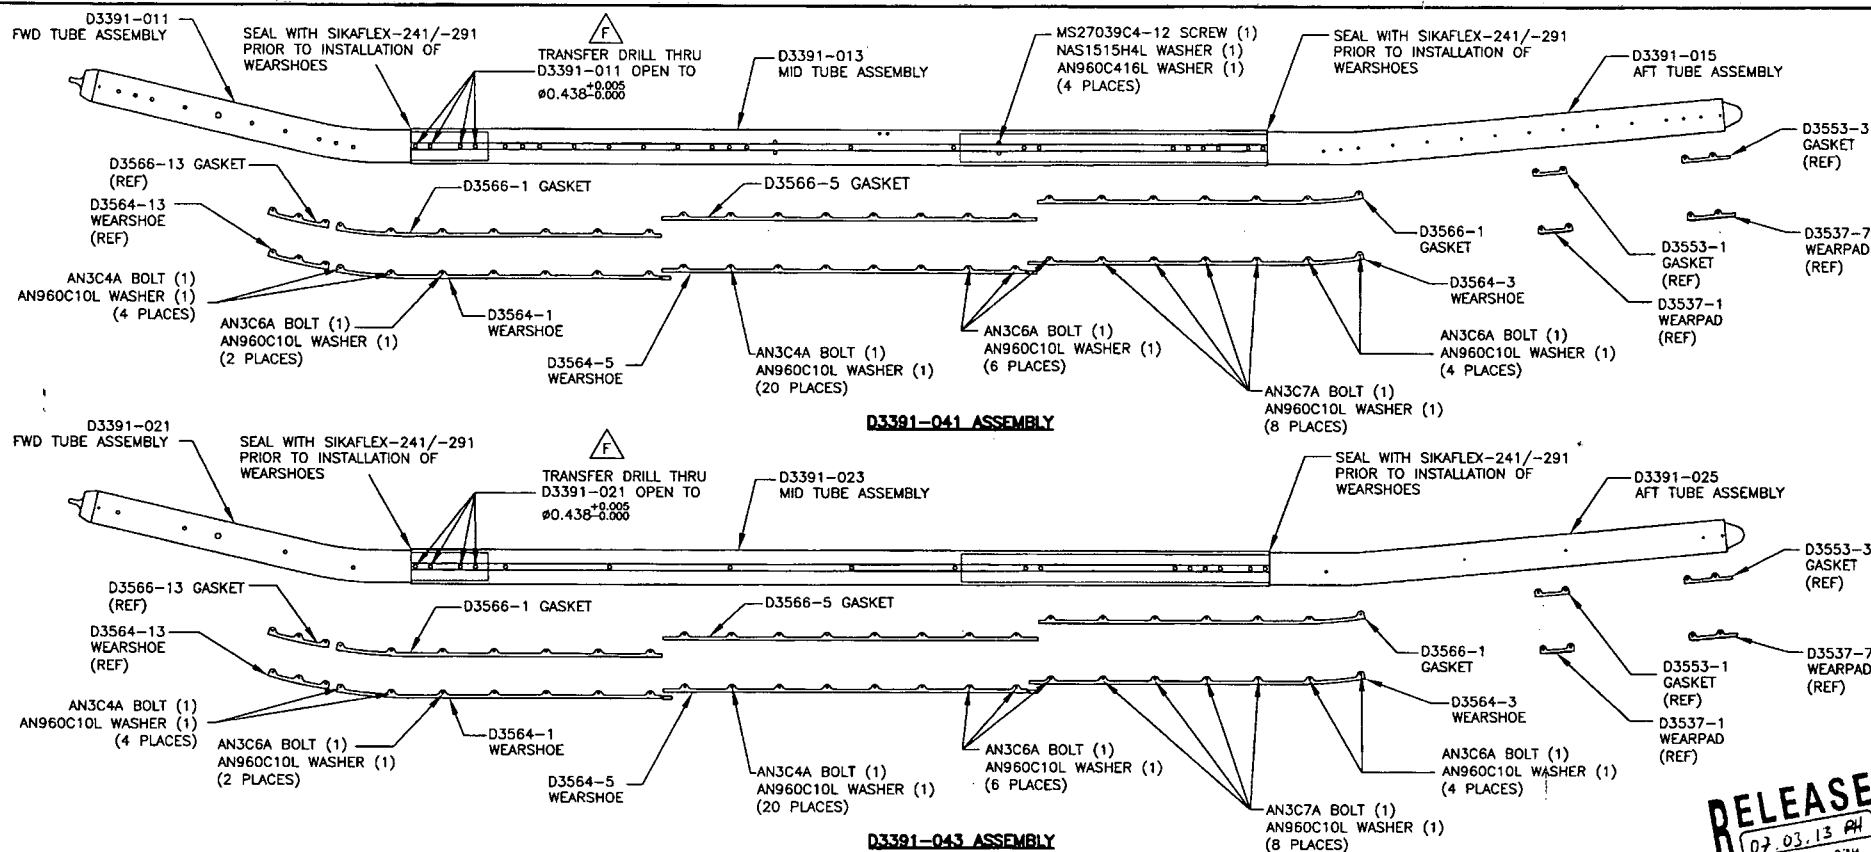 D3391-011
FWD TUBE ASSEMBLY
SEAL WITH SIKAFLEX-241/-291
PRIOR TO INSTALLATION OF
WEARSHOES
F
TRANSFER DRILL THRU
D3391-011 OPEN TO
ø0.438+0.005-0.000
D3391-013
MID TUBE ASSEMBLY
MS27039C4-12 SCREW (1)
NAS1515H4L WASHER (1)
AN960C416L WASHER (1)
(4 PLACES)
SEAL WITH SIKAFLEX-241/-291
PRIOR TO INSTALLATION OF
WEARSHOES
D3391-015
AFT TUBE ASSEMBLY
D3553-3
GASKET
(REF)
D3566-13 GASKET
(REF)
D3564-13
WEARSHOE
(REF)
D3566-1 GASKET
D3566-5 GASKET
D3566-1
GASKET
D3553-1
GASKET
(REF)
D3537-7
WEARPAD
(REF)
AN3C4A BOLT (1)
AN960C10L WASHER (1)
(4 PLACES)
AN3C6A BOLT (1)
AN960C10L WASHER (1)
(2 PLACES)
D3564-1
WEARSHOE
D3564-5
WEARSHOE
AN3C4A BOLT (1)
AN960C10L WASHER (1)
(20 PLACES)
AN3C6A BOLT (1)
AN960C10L WASHER (1)
(6 PLACES)
D3564-3
WEARSHOE
D3537-1
WEARPAD
(REF)
AN3C6A BOLT (1)
AN960C10L WASHER (1)
(4 PLACES)
AN3C7A BOLT (1)
AN960C10L WASHER (1)
(8 PLACES)
D3391-041 ASSEMBLY
D3391-021
FWD TUBE ASSEMBLY
SEAL WITH SIKAFLEX-241/-291
PRIOR TO INSTALLATION OF
WEARSHOES
F
TRANSFER DRILL THRU
D3391-021 OPEN TO
ø0.438+0.005-0.000
D3391-023
MID TUBE ASSEMBLY
SEAL WITH SIKAFLEX-241/-291
PRIOR TO INSTALLATION OF
WEARSHOES
D3391-025
AFT TUBE ASSEMBLY
D3553-3
GASKET
(REF)
D3566-13 GASKET
(REF)
D3564-13
WEARSHOE
(REF)
D3566-1 GASKET
D3566-5 GASKET
D3566-1
GASKET
D3553-1
GASKET
(REF)
D3537-7
WEARPAD
(REF)
AN3C4A BOLT (1)
AN960C10L WASHER (1)
(4 PLACES)
AN3C6A BOLT (1)
AN960C10L WASHER (1)
(2 PLACES)
D3564-1
WEARSHOE
D3564-5
WEARSHOE
AN3C4A BOLT (1)
AN960C10L WASHER (1)
(20 PLACES)
AN3C6A BOLT (1)
AN960C10L WASHER (1)
(6 PLACES)
D3564-3
WEARSHOE
D3537-1
WEARPAD
(REF)
AN3C6A BOLT (1)
AN960C10L WASHER (1)
(4 PLACES)
AN3C7A BOLT (1)
AN960C10L WASHER (1)
(8 PLACES)
D3391-043 ASSEMBLY
RELEASE
07.03.13 PH